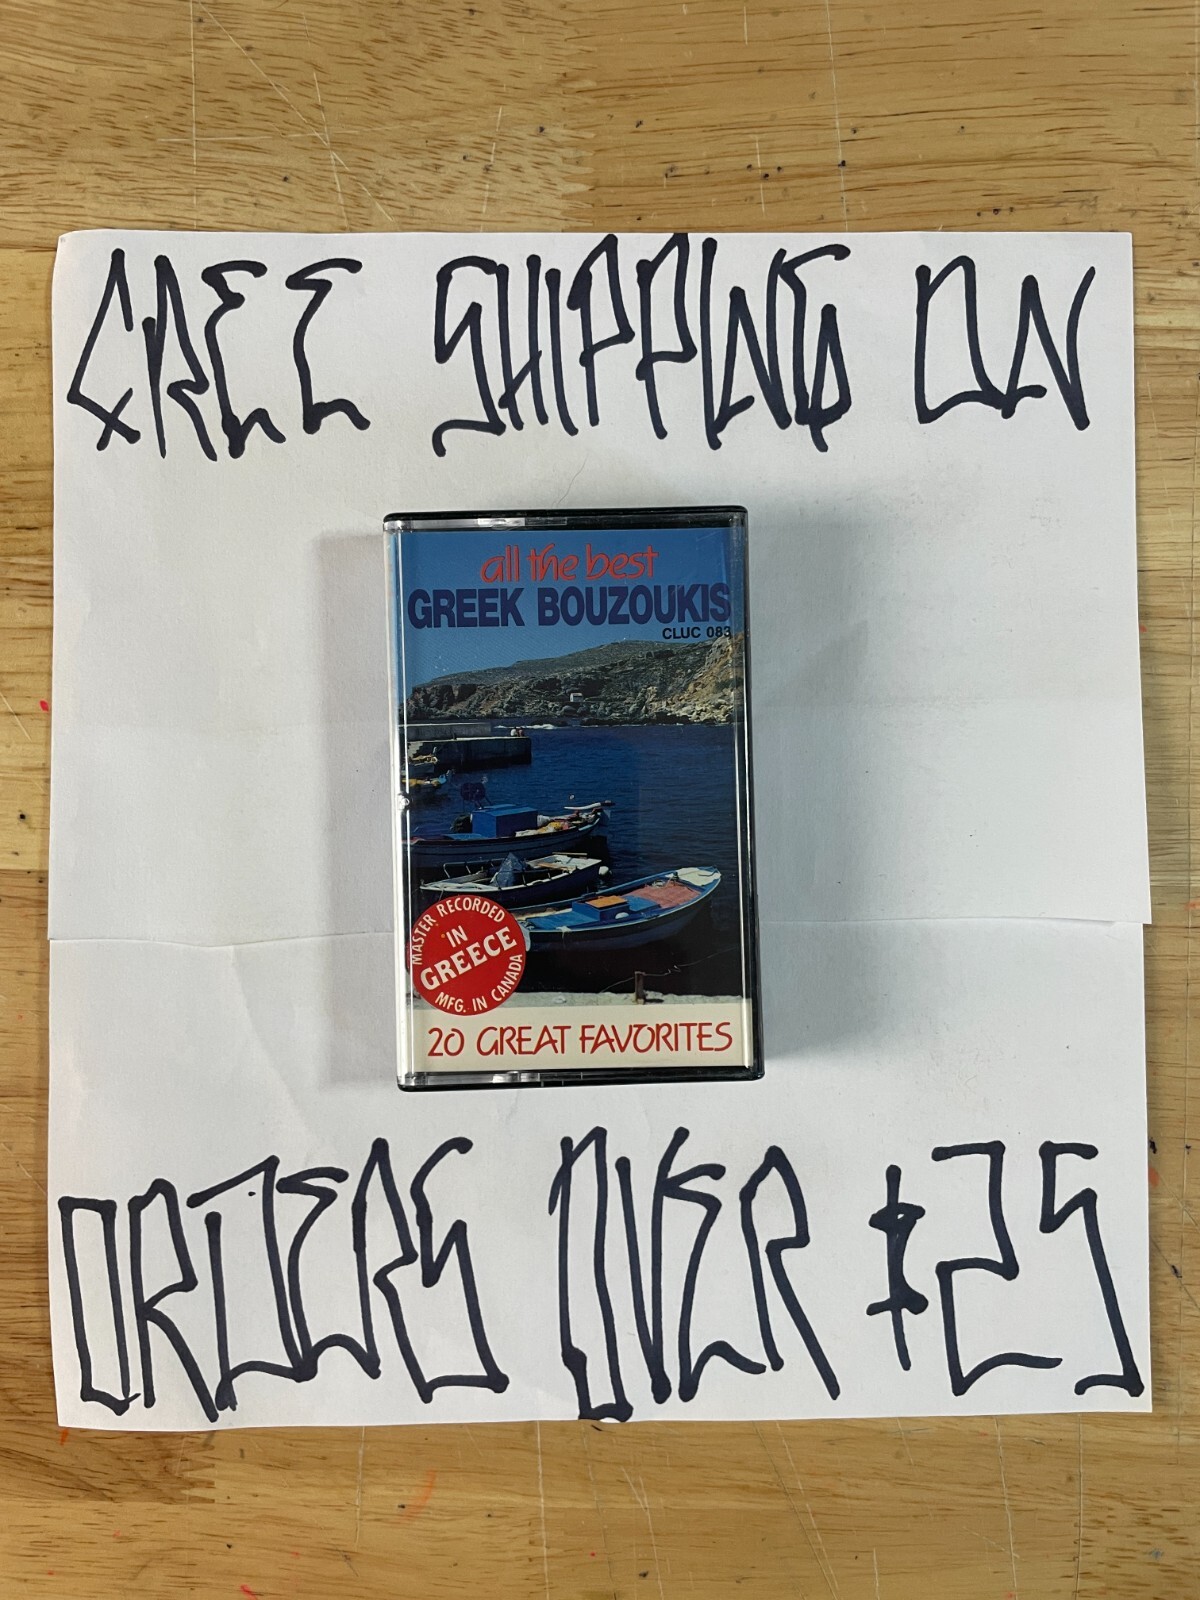 FREE SHIPPING ON
all the best
GREEK BOUZOUKIS
CLUC 083
MASTER RECORDED
IN
GREECE
MFG. IN CANADA
20 GREAT FAVORITES
ORDERS OVER $25